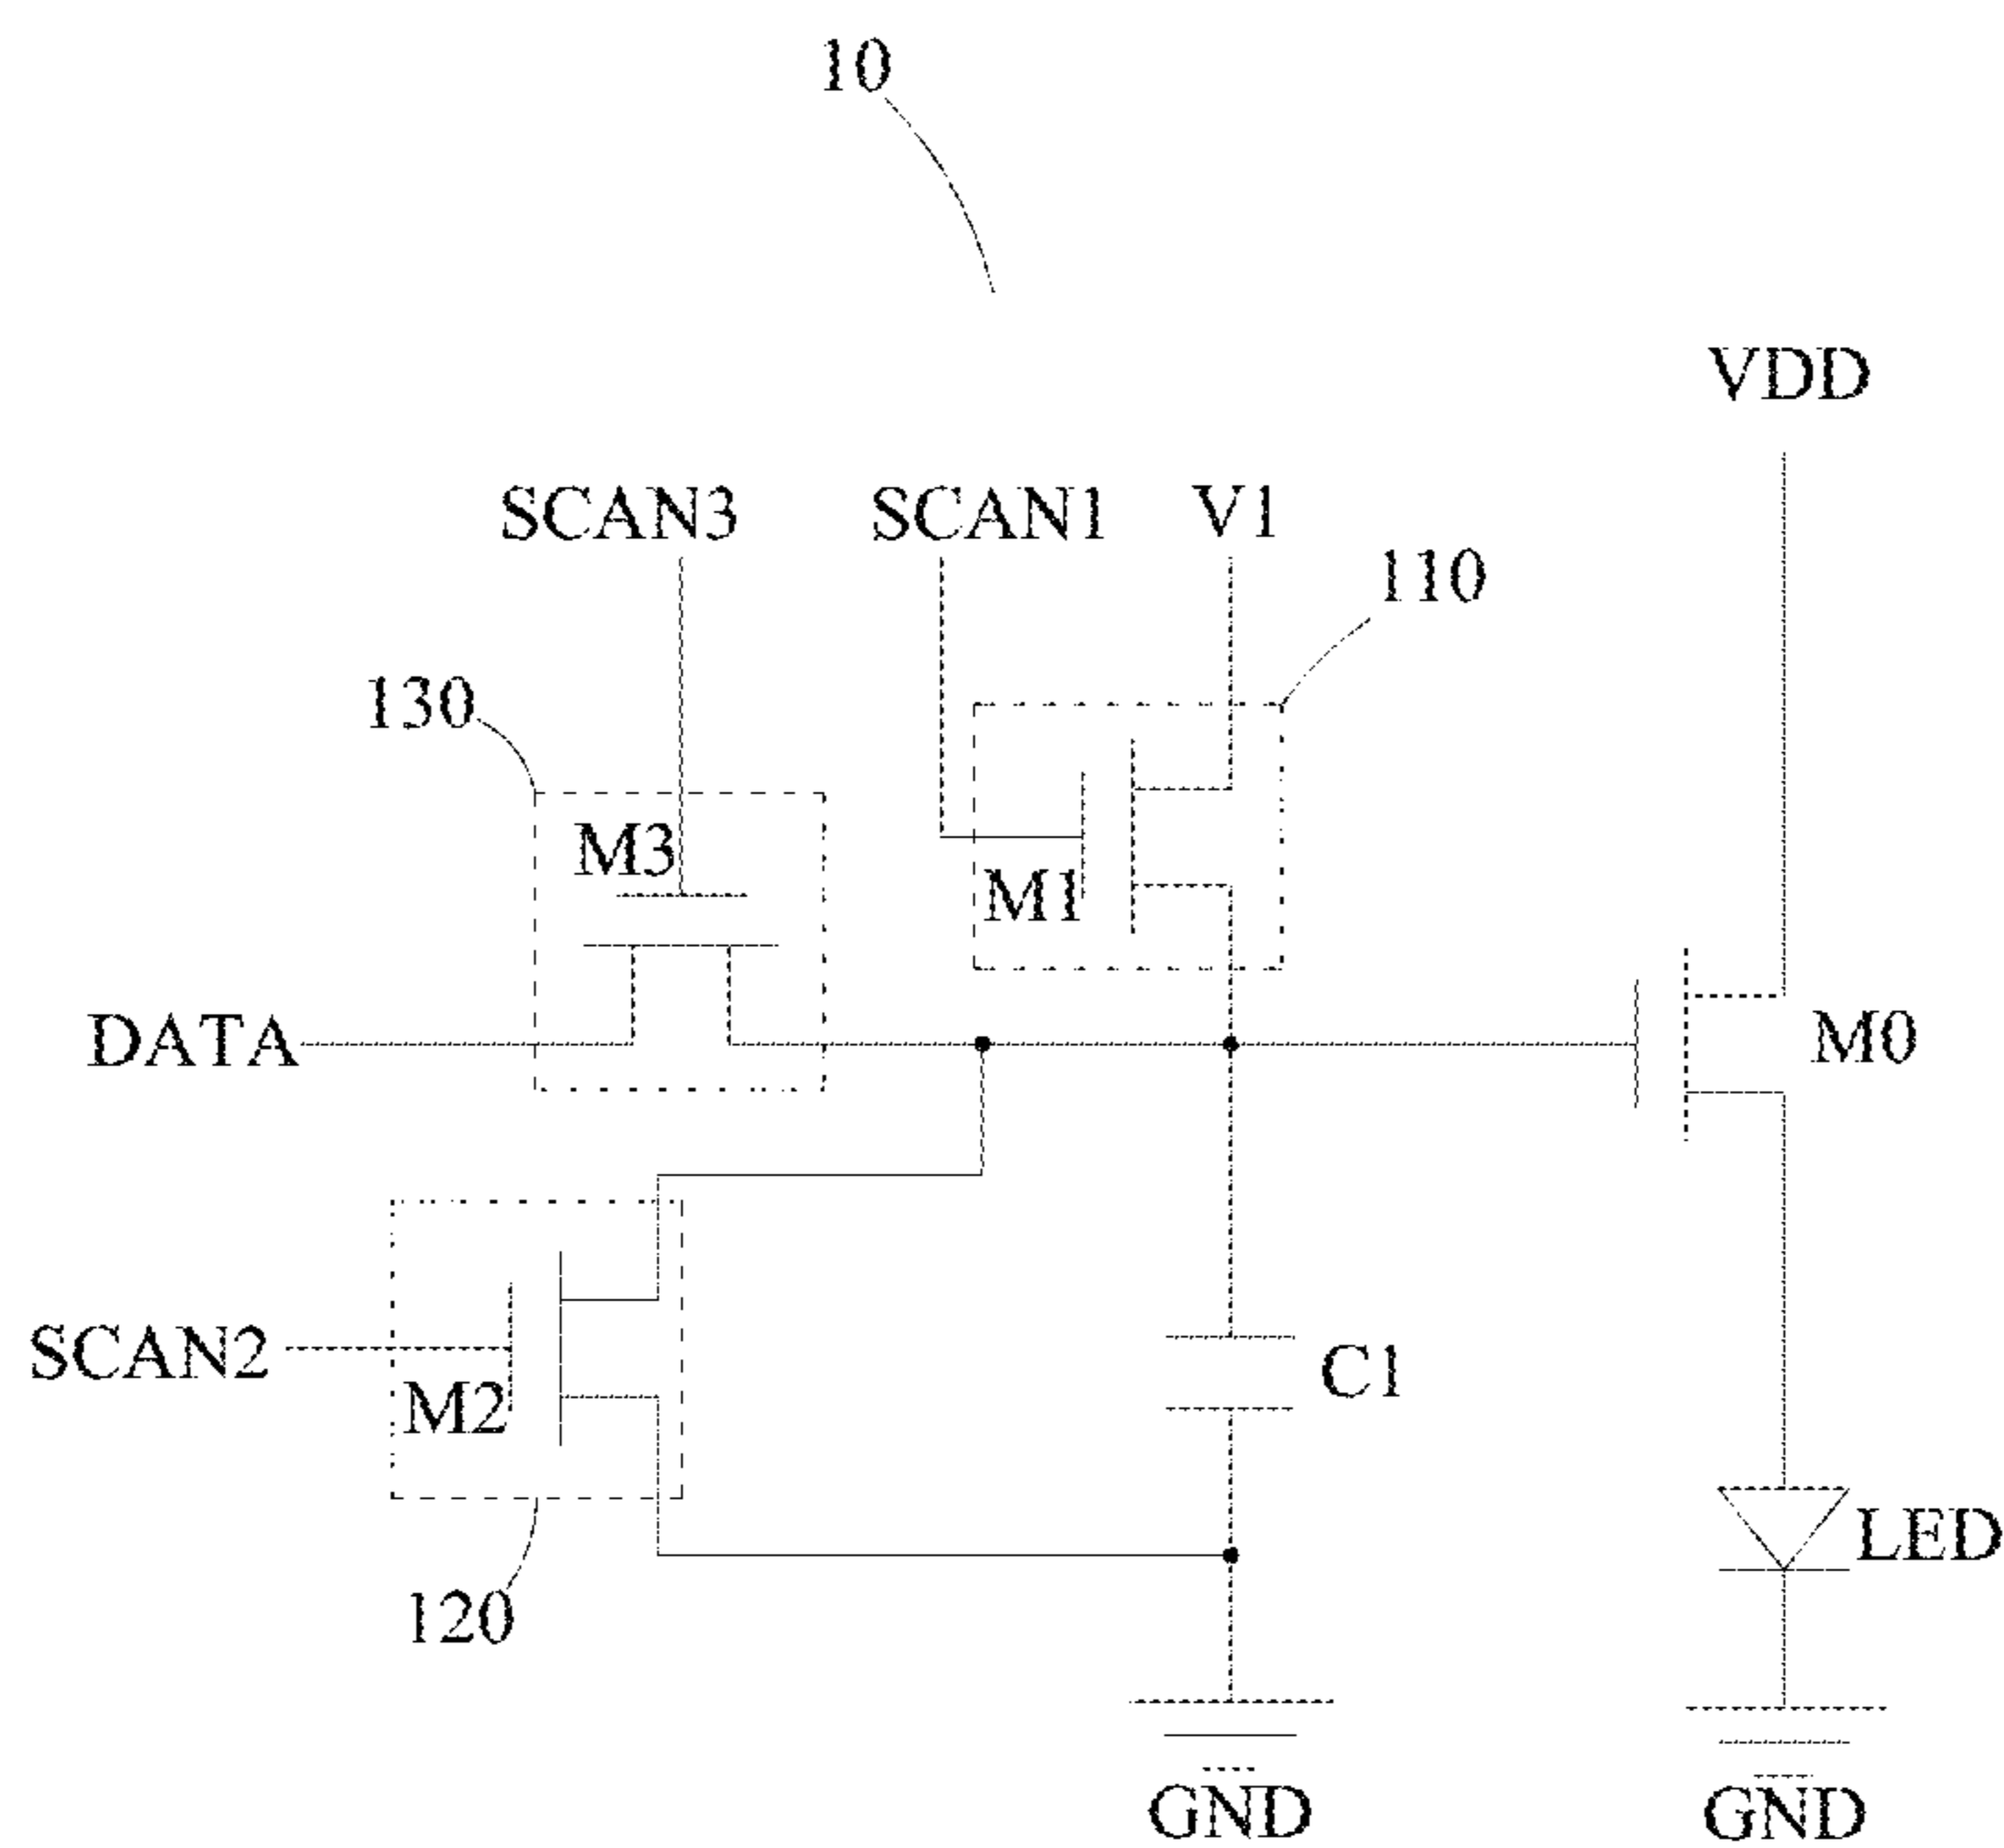 10
VDD
SCAN3
SCAN1
V1
110
130
M3
M1
DATA
M0
SCAN2
M2
C1
LED
120
GND
GND